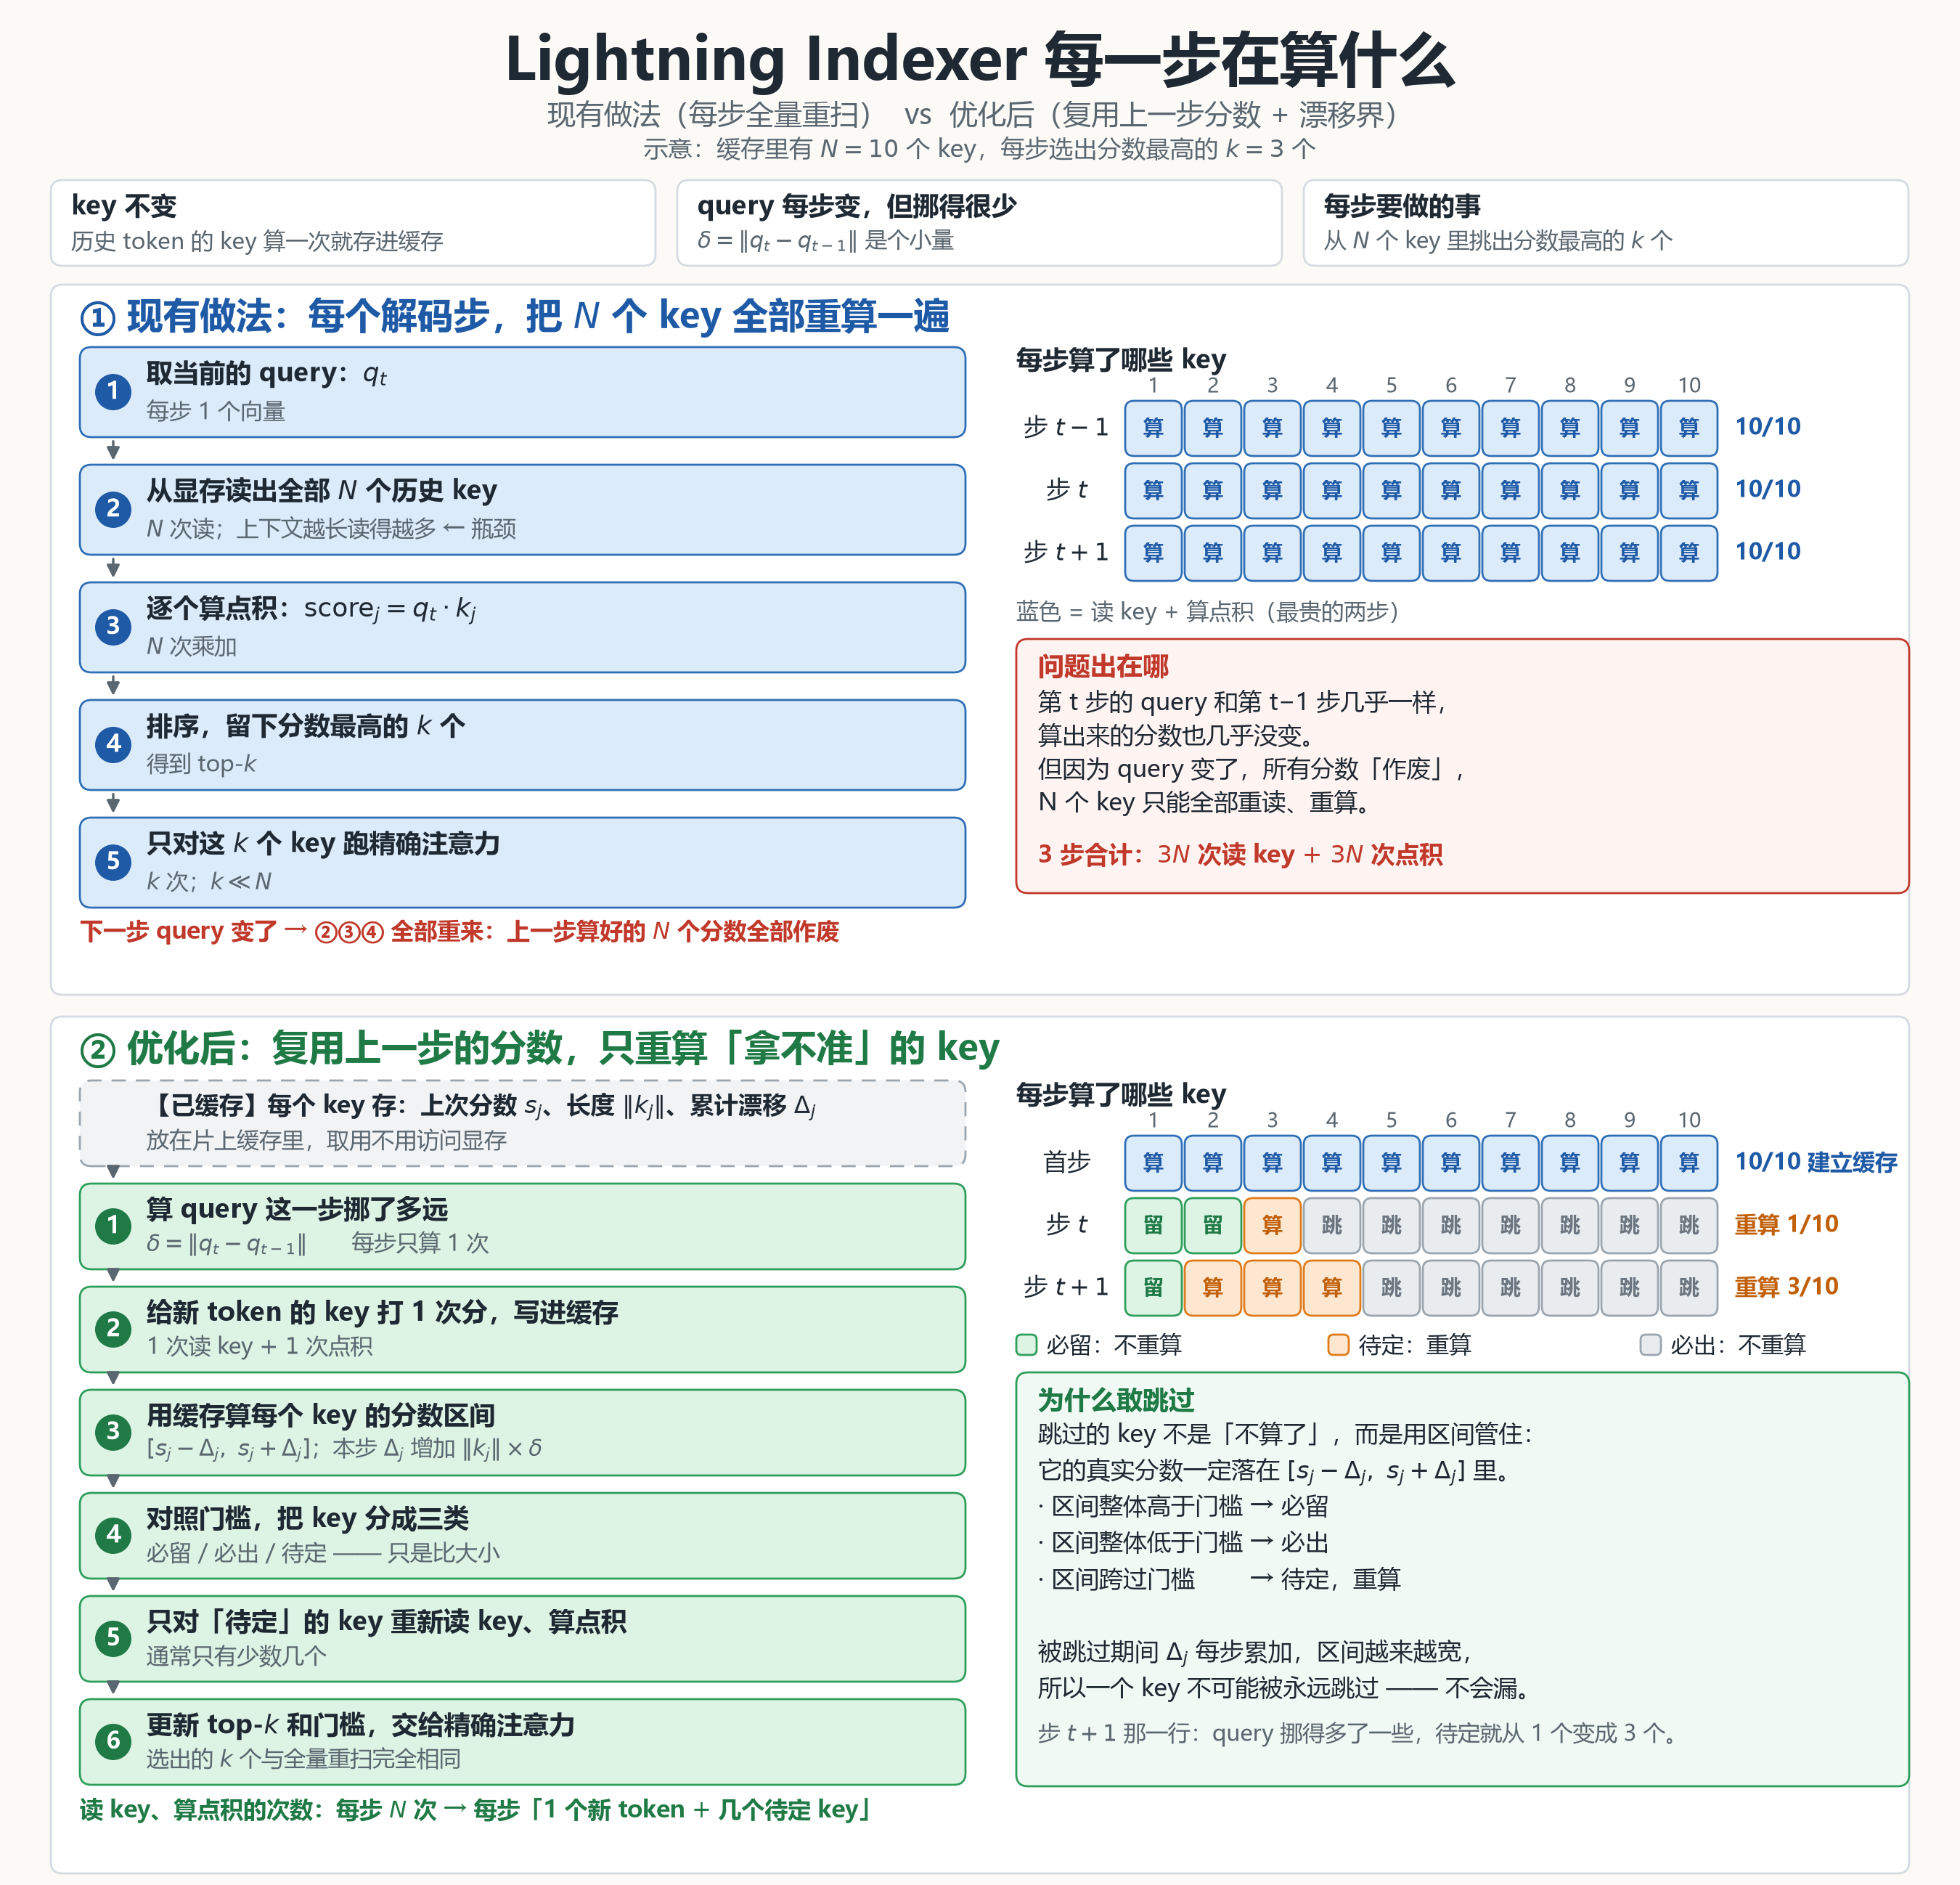 Lightning Indexer 每一步在算什么
现有做法（每步全量重扫） vs 优化后（复用上一步分数 + 漂移界）
示意：缓存里有 N = 10 个 key，每步选出分数最高的 k = 3 个
key 不变
历史 token 的 key 算一次就存进缓存
query 每步变，但挪得很少
δ = ‖q_t − q_{t−1}‖ 是个小量
每步要做的事
从 N 个 key 里挑出分数最高的 k 个
① 现有做法：每个解码步，把 N 个 key 全部重算一遍
1 取当前的 query：q_t
每步 1 个向量
2 从显存读出全部 N 个历史 key
N 次读；上下文越长读得越多 ← 瓶颈
3 逐个算点积：score_j = q_t · k_j
N 次乘加
4 排序，留下分数最高的 k 个
得到 top-k
5 只对这 k 个 key 跑精确注意力
k 次；k ≪ N
下一步 query 变了 → ②③④ 全部重来：上一步算好的 N 个分数全部作废
每步算了哪些 key
1 2 3 4 5 6 7 8 9 10
步 t − 1 算 算 算 算 算 算 算 算 算 算 10/10
步 t 算 算 算 算 算 算 算 算 算 算 10/10
步 t + 1 算 算 算 算 算 算 算 算 算 算 10/10
蓝色 = 读 key + 算点积（最贵的两步）
问题出在哪
第 t 步的 query 和第 t−1 步几乎一样，
算出来的分数也几乎没变。
但因为 query 变了，所有分数「作废」，
N 个 key 只能全部重读、重算。
3 步合计：3N 次读 key + 3N 次点积
② 优化后：复用上一步的分数，只重算「拿不准」的 key
【已缓存】每个 key 存：上次分数 s_j、长度 ‖k_j‖、累计漂移 Δ_j
放在片上缓存里，取用不用访问显存
1 算 query 这一步挪了多远
δ = ‖q_t − q_{t−1}‖ 每步只算 1 次
2 给新 token 的 key 打 1 次分，写进缓存
1 次读 key + 1 次点积
3 用缓存算每个 key 的分数区间
[s_j − Δ_j, s_j + Δ_j]；本步 Δ_j 增加 ‖k_j‖ × δ
4 对照门槛，把 key 分成三类
必留 / 必出 / 待定 —— 只是比大小
5 只对「待定」的 key 重新读 key、算点积
通常只有少数几个
6 更新 top-k 和门槛，交给精确注意力
选出的 k 个与全量重扫完全相同
读 key、算点积的次数：每步 N 次 → 每步「1 个新 token + 几个待定 key」
每步算了哪些 key
1 2 3 4 5 6 7 8 9 10
首步 算 算 算 算 算 算 算 算 算 算 10/10 建立缓存
步 t 留 留 算 跳 跳 跳 跳 跳 跳 跳 重算 1/10
步 t + 1 留 算 算 算 跳 跳 跳 跳 跳 跳 重算 3/10
必留：不重算 待定：重算 必出：不重算
为什么敢跳过
跳过的 key 不是「不算了」，而是用区间管住：
它的真实分数一定落在 [s_j − Δ_j, s_j + Δ_j] 里。
· 区间整体高于门槛 → 必留
· 区间整体低于门槛 → 必出
· 区间跨过门槛 → 待定，重算
被跳过期间 Δ_j 每步累加，区间越来越宽，
所以一个 key 不可能被永远跳过 —— 不会漏。
步 t + 1 那一行：query 挪得多了一些，待定就从 1 个变成 3 个。